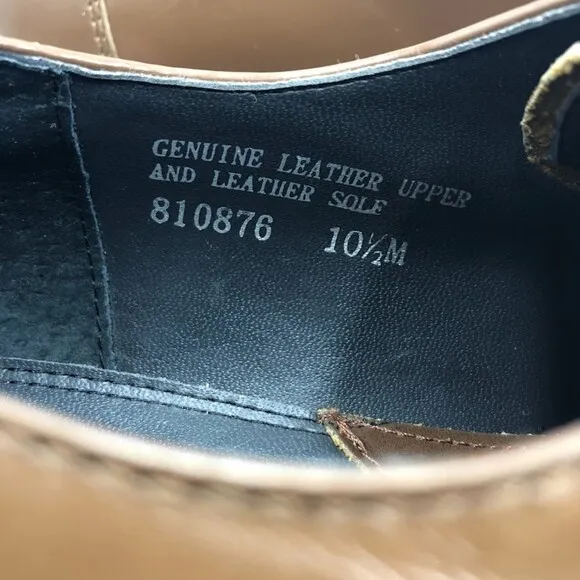 GENUINE LEATHER UPPER
AND LEATHER SOLE
810876 10½M